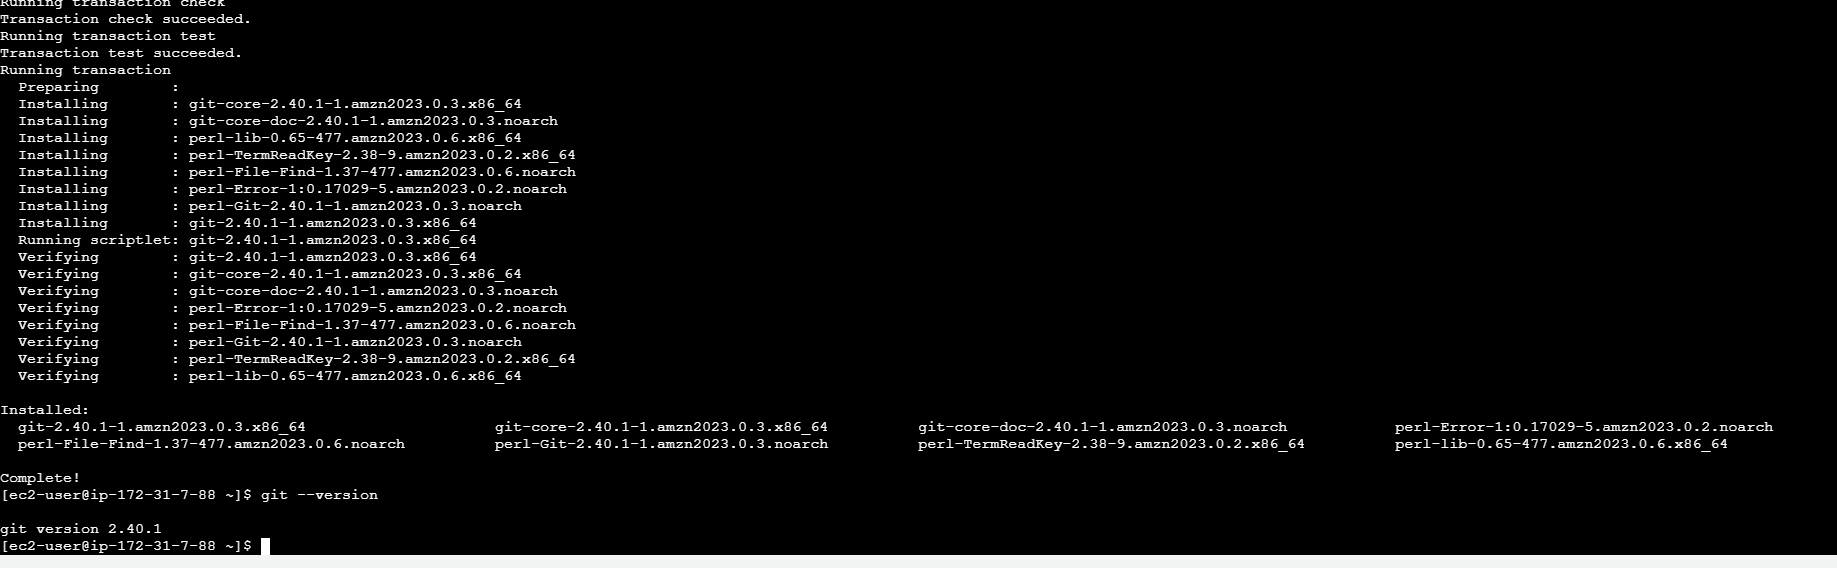 Running transaction check
Transaction check succeeded.
Running transaction test
Transaction test succeeded.
Running transaction
  Preparing        :
  Installing       : git-core-2.40.1-1.amzn2023.0.3.x86_64
  Installing       : git-core-doc-2.40.1-1.amzn2023.0.3.noarch
  Installing       : perl-lib-0.65-477.amzn2023.0.6.x86_64
  Installing       : perl-TermReadKey-2.38-9.amzn2023.0.2.x86_64
  Installing       : perl-File-Find-1.37-477.amzn2023.0.6.noarch
  Installing       : perl-Error-1:0.17029-5.amzn2023.0.2.noarch
  Installing       : perl-Git-2.40.1-1.amzn2023.0.3.noarch
  Installing       : git-2.40.1-1.amzn2023.0.3.x86_64
  Running scriptlet: git-2.40.1-1.amzn2023.0.3.x86_64
  Verifying        : git-2.40.1-1.amzn2023.0.3.x86_64
  Verifying        : git-core-2.40.1-1.amzn2023.0.3.x86_64
  Verifying        : git-core-doc-2.40.1-1.amzn2023.0.3.noarch
  Verifying        : perl-Error-1:0.17029-5.amzn2023.0.2.noarch
  Verifying        : perl-File-Find-1.37-477.amzn2023.0.6.noarch
  Verifying        : perl-Git-2.40.1-1.amzn2023.0.3.noarch
  Verifying        : perl-TermReadKey-2.38-9.amzn2023.0.2.x86_64
  Verifying        : perl-lib-0.65-477.amzn2023.0.6.x86_64

Installed:
  git-2.40.1-1.amzn2023.0.3.x86_64 git-core-2.40.1-1.amzn2023.0.3.x86_64 git-core-doc-2.40.1-1.amzn2023.0.3.noarch perl-Error-1:0.17029-5.amzn2023.0.2.noarch
  perl-File-Find-1.37-477.amzn2023.0.6.noarch perl-Git-2.40.1-1.amzn2023.0.3.noarch perl-TermReadKey-2.38-9.amzn2023.0.2.x86_64 perl-lib-0.65-477.amzn2023.0.6.x86_64

Complete!
[ec2-user@ip-172-31-7-88 ~]$ git --version

git version 2.40.1
[ec2-user@ip-172-31-7-88 ~]$